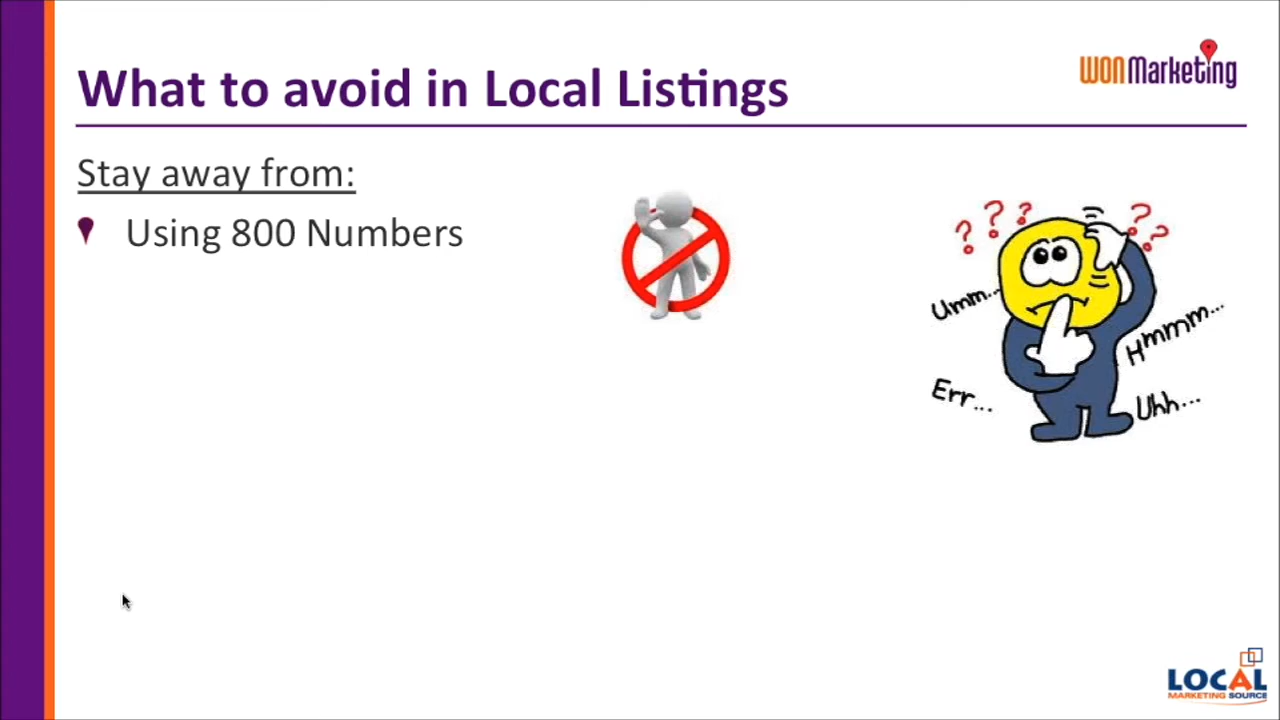 What to avoid in Local Listings
WON Marketing
Stay away from:
Using 800 Numbers
? ? ? ? ?
Umm...
Hmmm...
Err...
Uhh...
LOCAL
MARKETING SOURCE